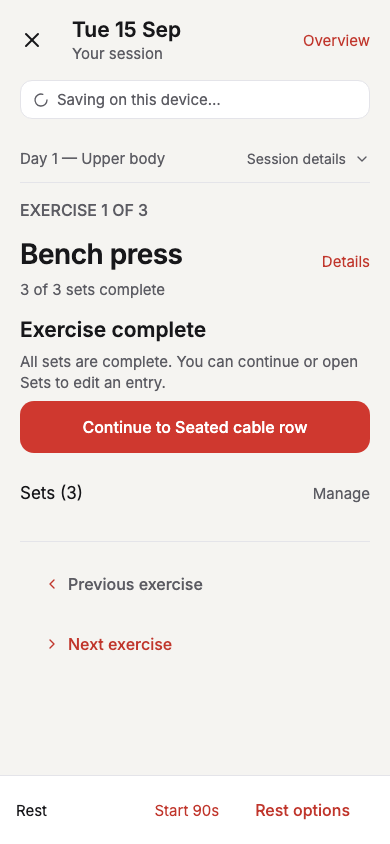 Tue 15 Sep
Your session
Overview
Saving on this device...
Day 1 — Upper body
Session details
EXERCISE 1 OF 3
Bench press
Details
3 of 3 sets complete
Exercise complete
All sets are complete. You can continue or open
Sets to edit an entry.
Continue to Seated cable row
Sets (3)
Manage
Previous exercise
Next exercise
Rest
Start 90s
Rest options